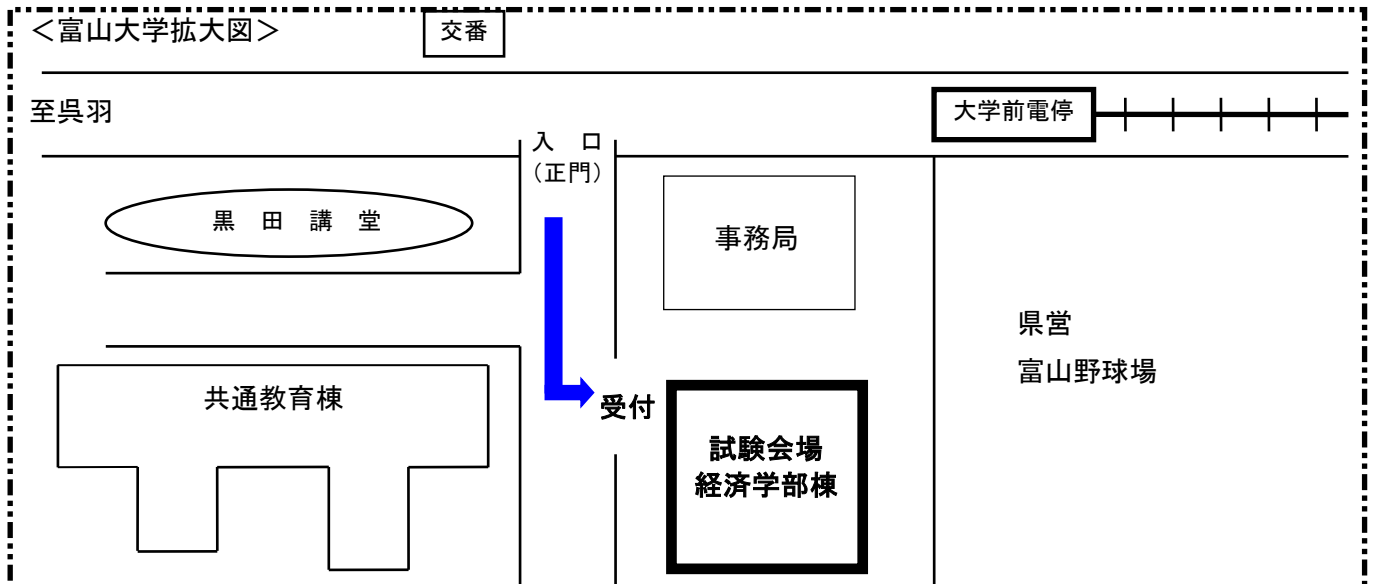 ＜富山大学拡大図＞
交番
至呉羽
大学前電停
入　口
（正門）
黒　田　講　堂
事務局
県営
富山野球場
共通教育棟
受付
試験会場
経済学部棟